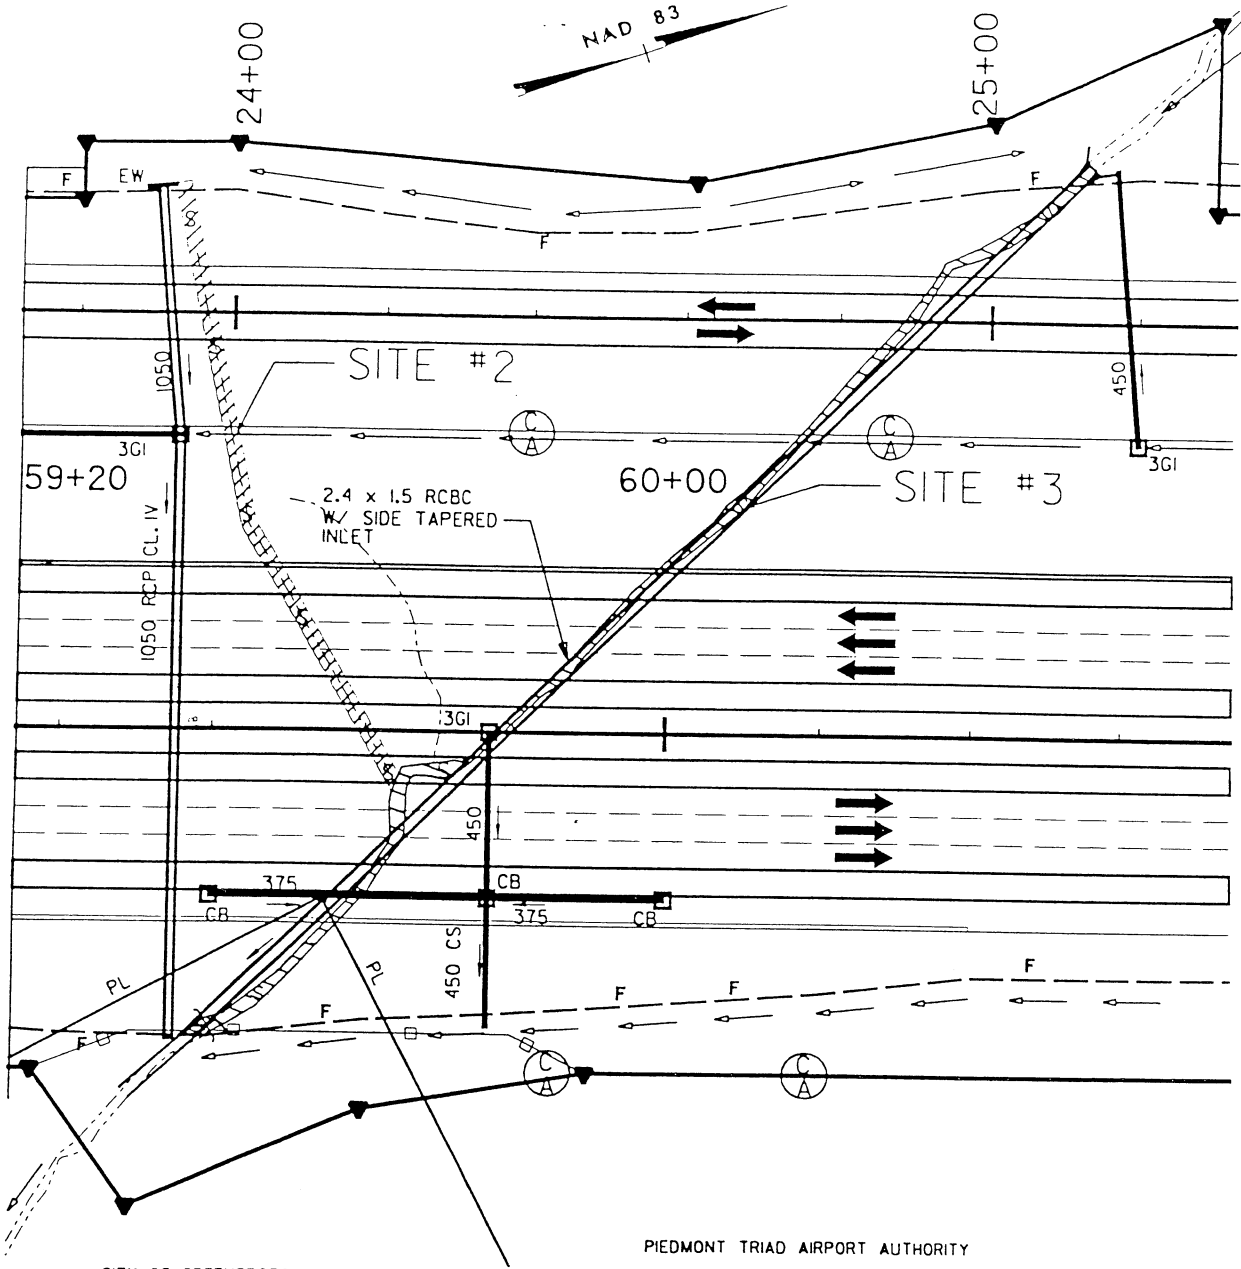 NAD 83
24+00
25+00
F
EW
F
F
1050
SITE #2
450
C
A
C
A
3GI
3GI
59+20
60+00
SITE #3
2.4 x 1.5 RCBC
W/ SIDE TAPERED
INLET
1050 RCP CL. IV
3GI
450
375
CB
CB
375
CB
450 CS
PL
PL
F
F
F
F
F
C
A
C
A
PIEDMONT TRIAD AIRPORT AUTHORITY